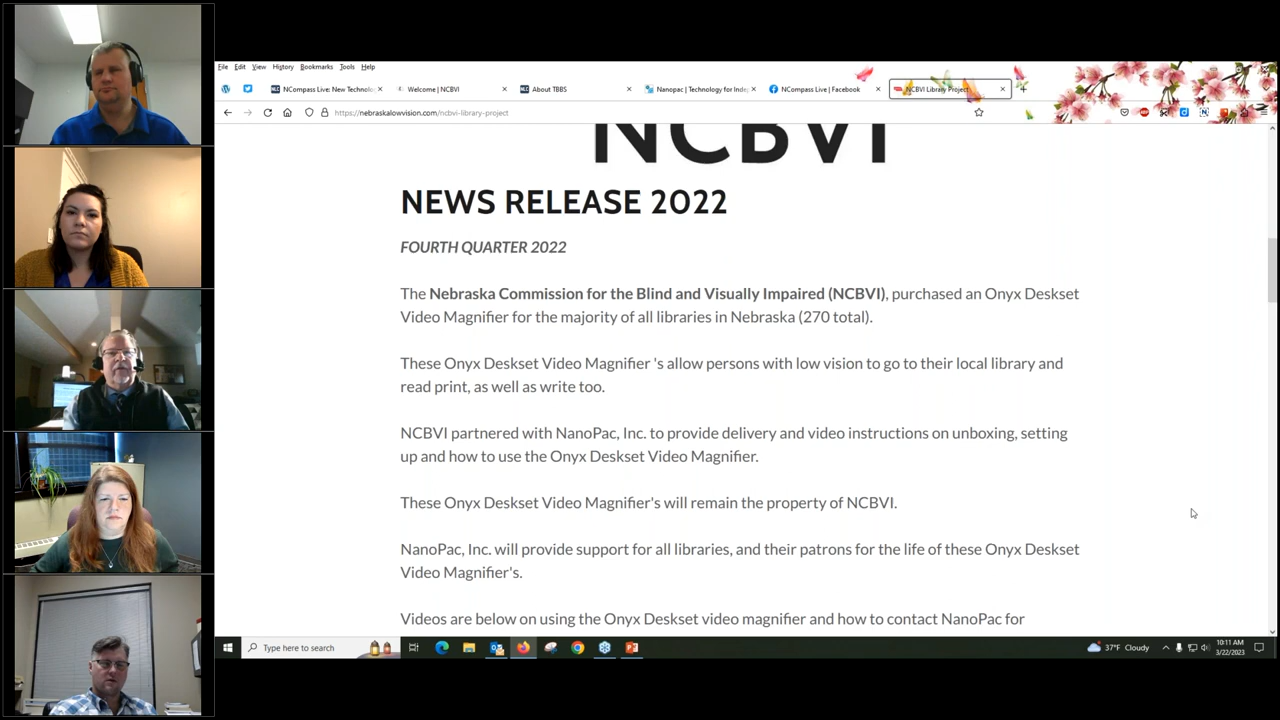 File Edit View History Bookmarks Tools Help
NCompass Live: New Technolo
Welcome | NCBVI
About TBBS
Nanopac | Technology for Inde
NCompass Live | Facebook
NCBVI Library Project
https://nebraskalowvision.com/ncbvi-library-project
NCBVI
NEWS RELEASE 2022
FOURTH QUARTER 2022
The Nebraska Commission for the Blind and Visually Impaired (NCBVI), purchased an Onyx Deskset
Video Magnifier for the majority of all libraries in Nebraska (270 total).
These Onyx Deskset Video Magnifier 's allow persons with low vision to go to their local library and
read print, as well as write too.
NCBVI partnered with NanoPac, Inc. to provide delivery and video instructions on unboxing, setting
up and how to use the Onyx Deskset Video Magnifier.
These Onyx Deskset Video Magnifier's will remain the property of NCBVI.
NanoPac, Inc. will provide support for all libraries, and their patrons for the life of these Onyx Deskset
Video Magnifier's.
Videos are below on using the Onyx Deskset video magnifier and how to contact NanoPac for
Type here to search
37°F Cloudy
10:11 AM
3/22/2023